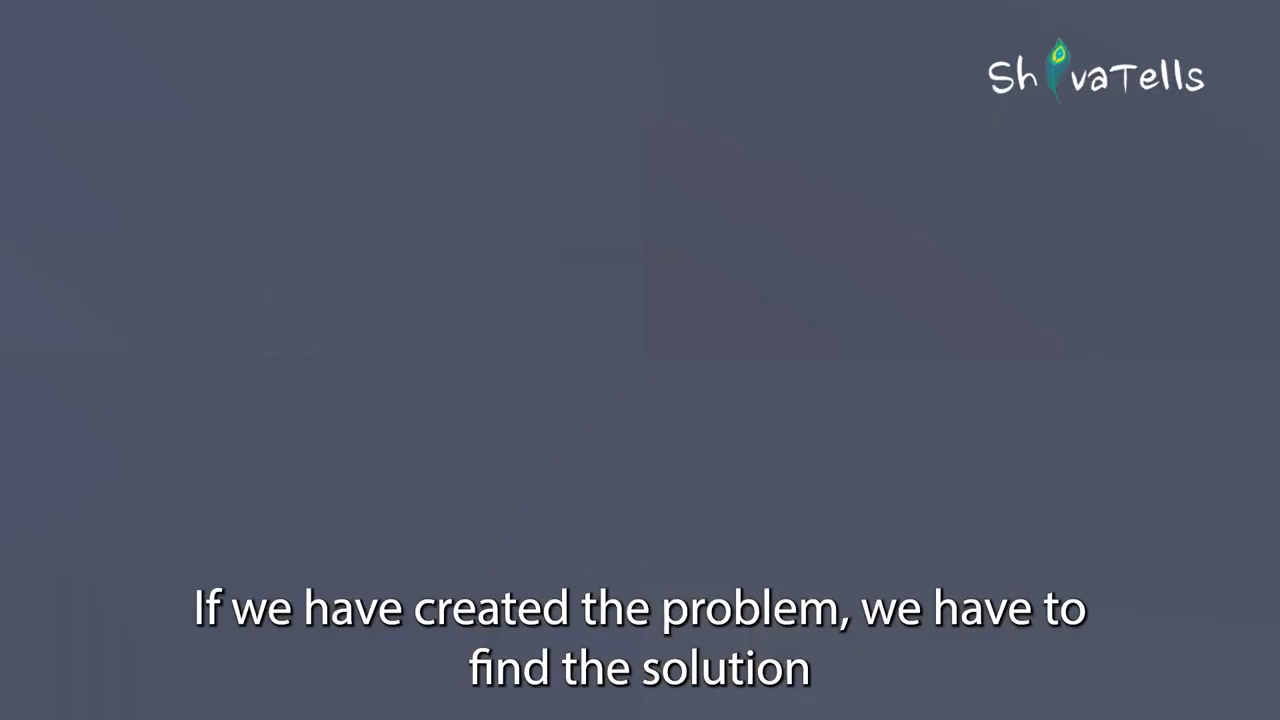 ShivaTells
If we have created the problem, we have to
find the solution